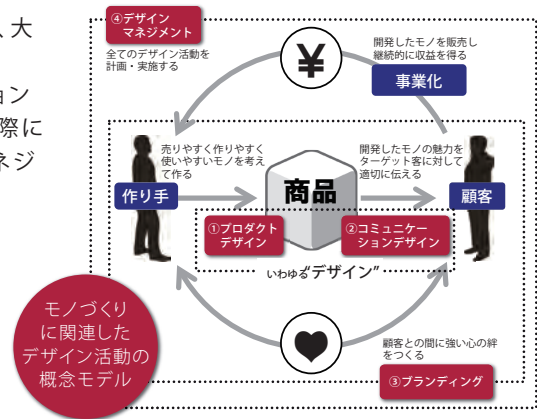 、大
ョン
際に
ネジ
④デザイン
マネジメント
全てのデザイン活動を
計画・実施する
¥
開発したモノを販売し
継続的に収益を得る
事業化
売りやすく作りやすく
使いやすいモノを考え
て作る
開発したモノの魅力を
ターゲット客に対して
適切に伝える
作り手
商品
顧客
①プロダクト
デザイン
②コミュニケー
ションデザイン
いわゆる“デザイン”
モノづくり
に関連した
デザイン活動の
概念モデル
顧客との間に強い心の絆
をつくる
③ブランディング